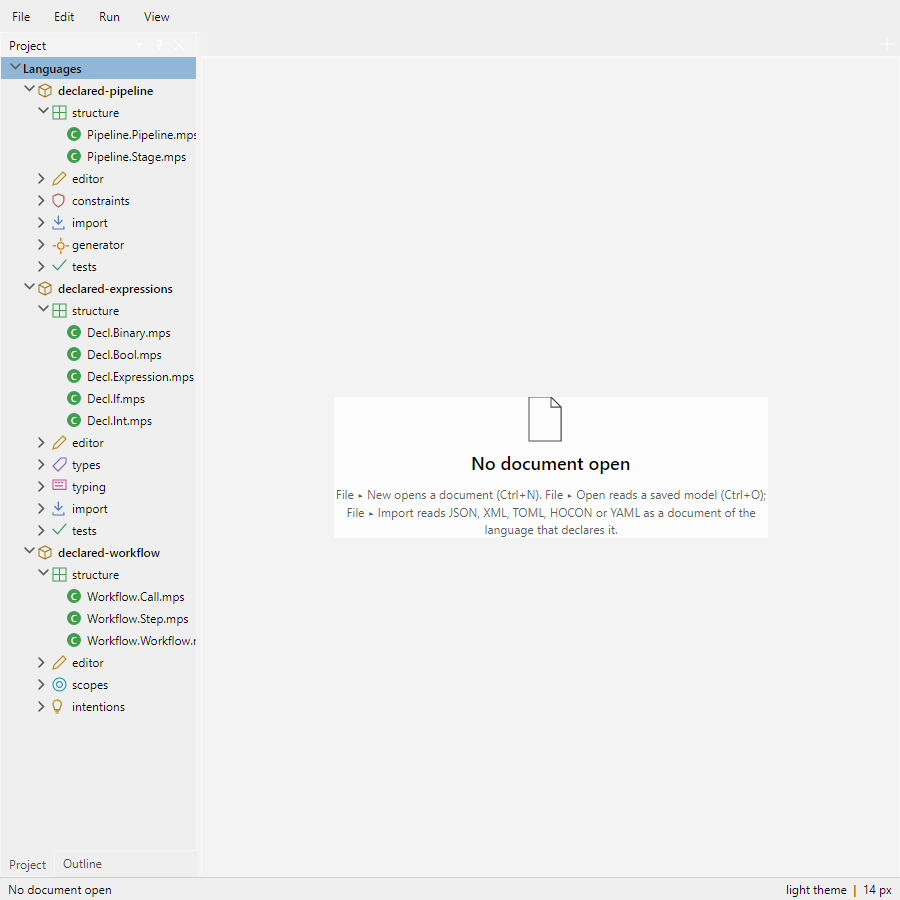 File Edit Run View
Project
Languages
declared-pipeline
structure
C Pipeline.Pipeline.mps
C Pipeline.Stage.mps
editor
constraints
import
generator
tests
declared-expressions
structure
C Decl.Binary.mps
C Decl.Bool.mps
C Decl.Expression.mps
C Decl.If.mps
C Decl.Int.mps
editor
types
typing
import
tests
declared-workflow
structure
C Workflow.Call.mps
C Workflow.Step.mps
C Workflow.Workflow.r
editor
scopes
intentions
No document open
File ▸ New opens a document (Ctrl+N). File ▸ Open reads a saved model (Ctrl+O);
File ▸ Import reads JSON, XML, TOML, HOCON or YAML as a document of the
language that declares it.
Project Outline
No document open light theme | 14 px